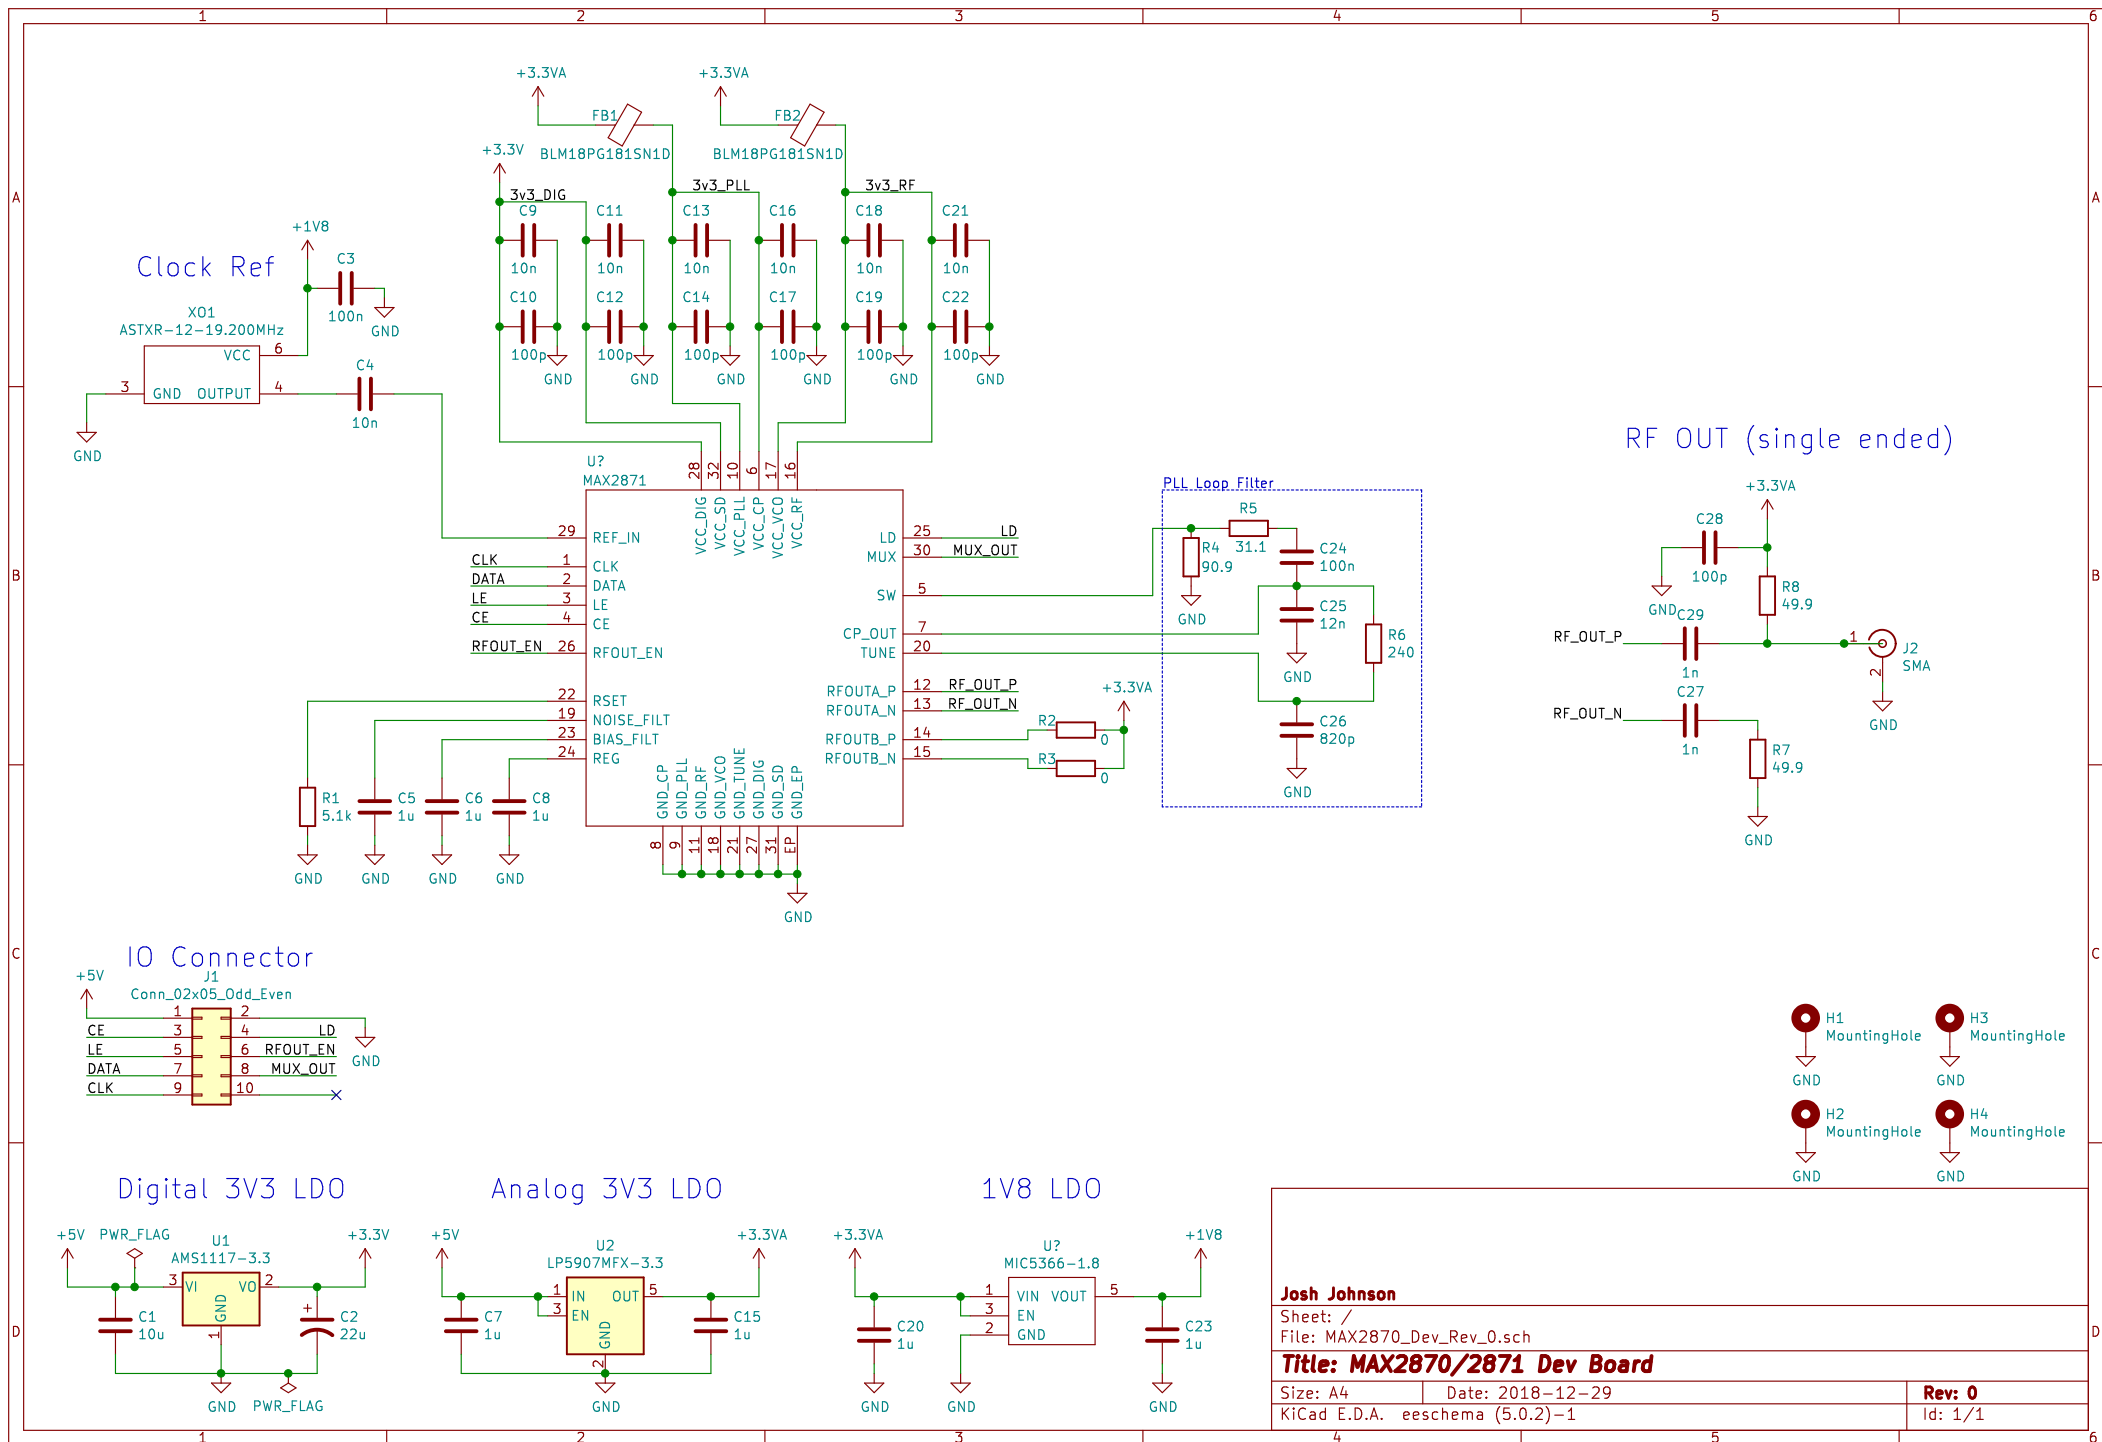 1 2 3 4 5 6
A
B
C
D
+3.3VA
FB1
BLM18PG181SN1D
+3.3VA
FB2
BLM18PG181SN1D
+3.3V
3v3_DIG
3v3_PLL
3v3_RF
C9
10n
C11
10n
C13
10n
C16
10n
C18
10n
C21
10n
C10
100p
GND
C12
100p
GND
C14
100p
GND
C17
100p
GND
C19
100p
GND
C22
100p
GND
Clock Ref
+1V8
C3
100n
GND
XO1
ASTXR-12-19.200MHz
VCC 6
3 GND OUTPUT 4
GND
C4
10n
U?
MAX2871
28 32 10 6 17 16
VCC_DIG
VCC_SD
VCC_PLL
VCC_CP
VCC_VCO
VCC_RF
29 REF_IN
CLK 1 CLK
DATA 2 DATA
LE 3 LE
CE 4 CE
RFOUT_EN 26 RFOUT_EN
22 RSET
19 NOISE_FILT
23 BIAS_FILT
24 REG
LD 25 LD
MUX 30 MUX_OUT
SW 5
CP_OUT 7
TUNE 20
RFOUTA_P 12 RF_OUT_P
RFOUTA_N 13 RF_OUT_N
RFOUTB_P 14
RFOUTB_N 15
GND_CP
GND_PLL
GND_RF
GND_VCO
GND_TUNE
GND_DIG
GND_SD
GND_EP
8 9 11 18 21 27 31 EP
GND
R1
5.1k
GND
C5
1u
GND
C6
1u
GND
C8
1u
GND
+3.3VA
R2
0
R3
0
PLL Loop Filter
R5
31.1
R4
90.9
GND
C24
100n
C25
12n
GND
R6
240
C26
820p
GND
RF OUT (single ended)
+3.3VA
C28
100p
GND
R8
49.9
RF_OUT_P
C29
1n
1
2
J2
SMA
GND
RF_OUT_N
C27
1n
R7
49.9
GND
IO Connector
+5V
J1
Conn_02x05_Odd_Even
1 2
CE 3 4 LD
LE 5 6 RFOUT_EN
DATA 7 8 MUX_OUT
CLK 9 10
GND
H1
MountingHole
GND
H3
MountingHole
GND
H2
MountingHole
GND
H4
MountingHole
GND
Digital 3V3 LDO
+5V
PWR_FLAG
U1
AMS1117-3.3
3 VI VO 2
GND
1
+3.3V
C1
10u
+
C2
22u
GND
PWR_FLAG
Analog 3V3 LDO
+5V
U2
LP5907MFX-3.3
1 IN OUT 5
3 EN
GND
2
+3.3VA
C7
1u
C15
1u
GND
1V8 LDO
+3.3VA
U?
MIC5366-1.8
1 VIN VOUT 5
3 EN
2 GND
+1V8
C20
1u
GND
GND
C23
1u
GND
Josh Johnson
Sheet: /
File: MAX2870_Dev_Rev_0.sch
Title: MAX2870/2871 Dev Board
Size: A4 Date: 2018-12-29 Rev: 0
KiCad E.D.A. eeschema (5.0.2)-1 Id: 1/1
A
B
C
D
1 2 3 4 5 6